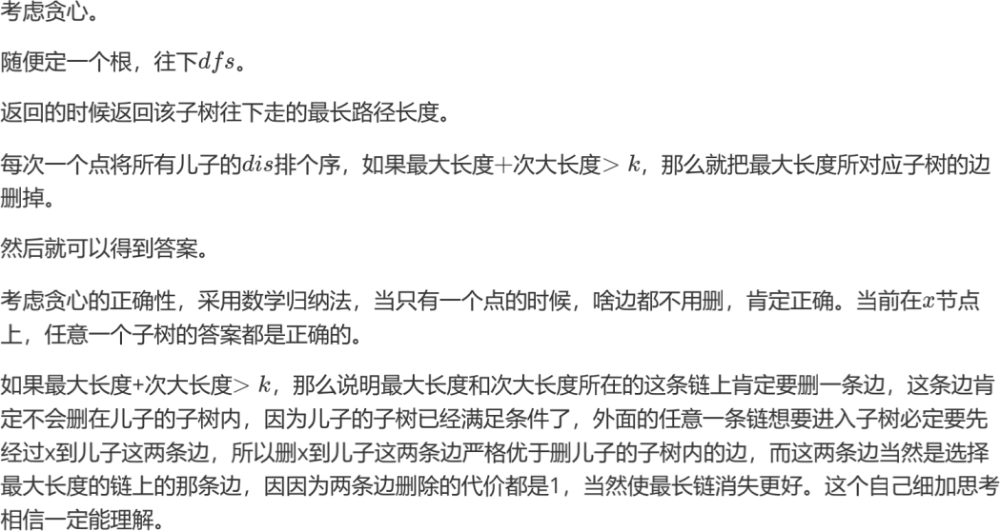 考虑贪心。
随便定一个根，往下dfs。
返回的时候返回该子树往下走的最长路径长度。
每次一个点将所有儿子的dis排个序，如果最大长度+次大长度> k，那么就把最大长度所对应子树的边
删掉。
然后就可以得到答案。
考虑贪心的正确性，采用数学归纳法，当只有一个点的时候，啥边都不用删，肯定正确。当前在x节点
上，任意一个子树的答案都是正确的。
如果最大长度+次大长度> k，那么说明最大长度和次大长度所在的这条链上肯定要删一条边，这条边肯
定不会删在儿子的子树内，因为儿子的子树已经满足条件了，外面的任意一条链想要进入子树必定要先
经过x到儿子这两条边，所以删x到儿子这两条边严格优于删儿子的子树内的边，而这两条边当然是选择
最大长度的链上的那条边，因因为两条边删除的代价都是1，当然使最长链消失更好。这个自己细加思考
相信一定能理解。